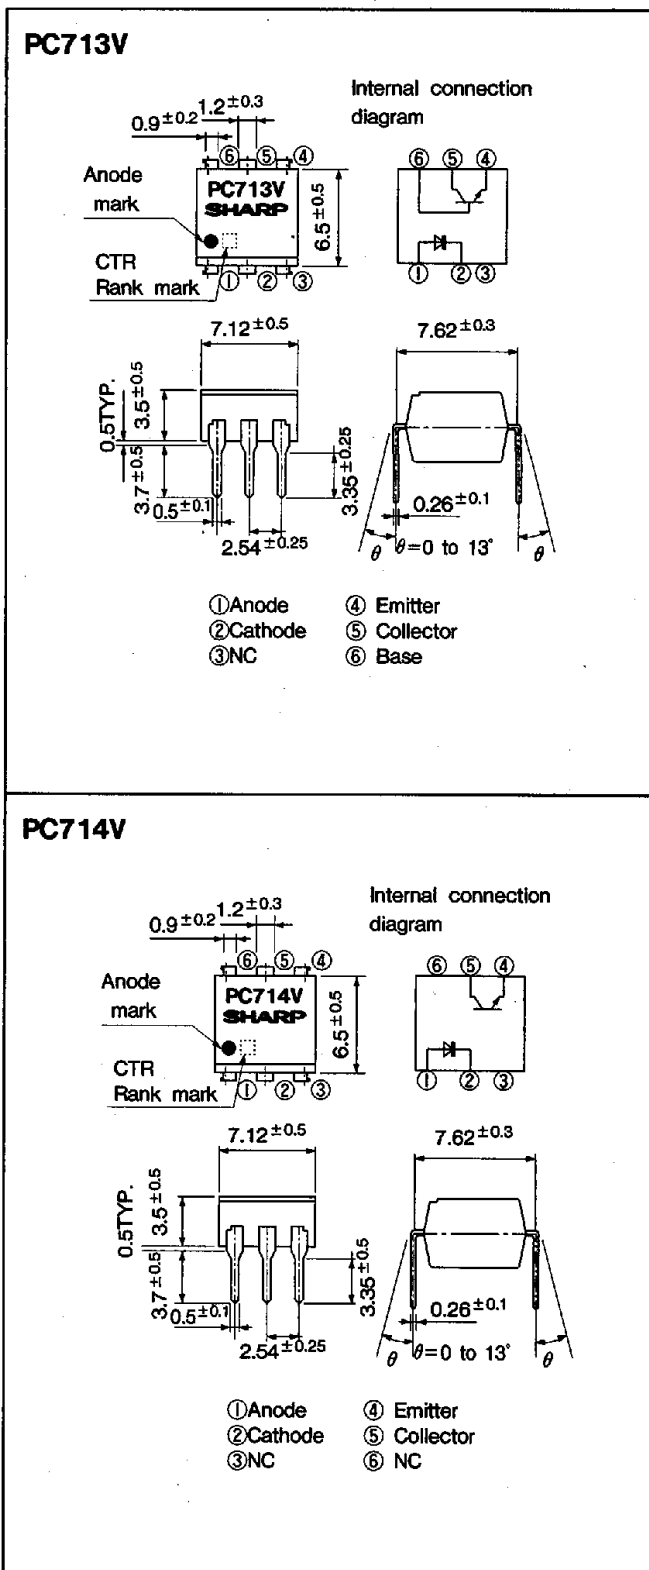 PC713V
Internal connection
diagram
1.2±0.3
0.9±0.2
⑥ ⑤ ④
Anode
mark
PC713V
SHARP
6.5±0.5
CTR
Rank mark
① ② ③
⑥ ⑤ ④
① ② ③
7.12±0.5
7.62±0.3
0.5TYP.
3.5±0.5
3.7±0.5
3.35±0.25
0.5±0.1
2.54±0.25
0.26±0.1
θ θ=0 to 13° θ
①Anode ④ Emitter
②Cathode ⑤ Collector
③NC ⑥ Base
PC714V
Internal connection
diagram
1.2±0.3
0.9±0.2
⑥ ⑤ ④
Anode
mark
PC714V
SHARP
6.5±0.5
CTR
Rank mark
① ② ③
⑥ ⑤ ④
① ② ③
7.12±0.5
7.62±0.3
0.5TYP.
3.5±0.5
3.7±0.5
3.35±0.5
0.5±0.1
2.54±0.25
0.26±0.1
θ θ=0 to 13° θ
①Anode ④ Emitter
②Cathode ⑤ Collector
③NC ⑥ NC